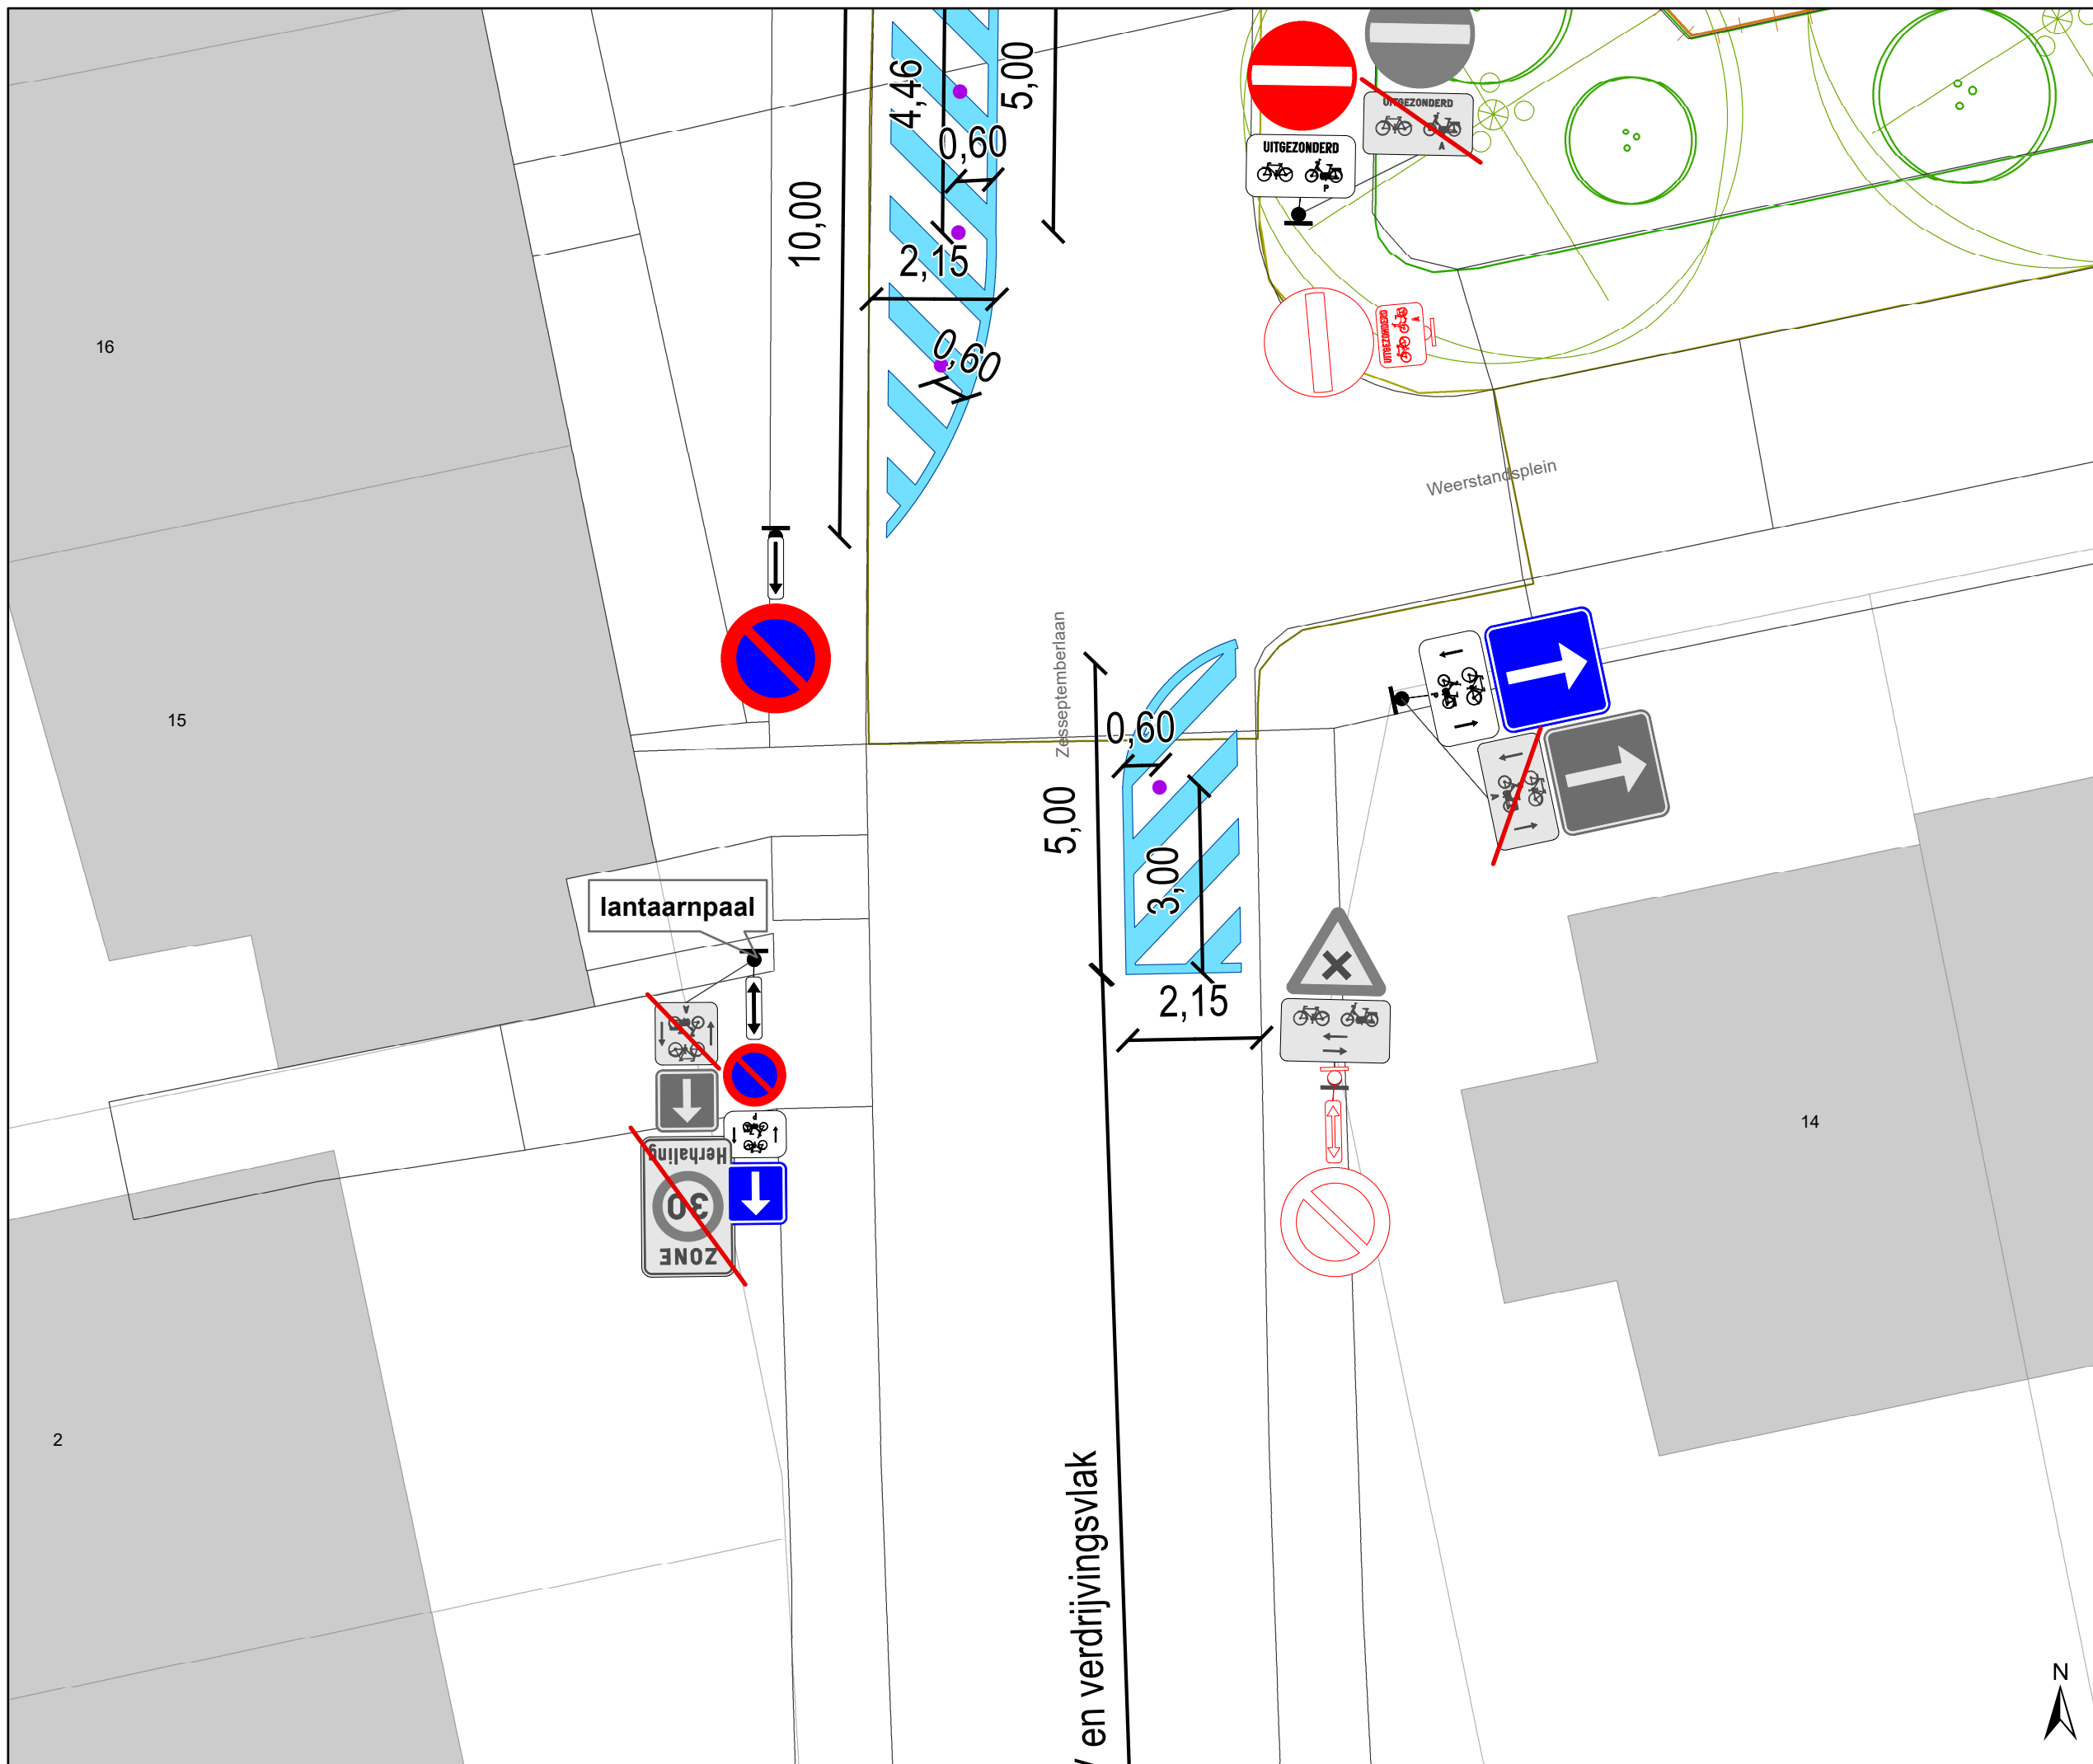 4,46
5,00
0,60
10,00
2,15
0,60
UITGEZONDERD
P
UITGEZONDERD
A
UITGEZONDERD
A
16
15
2
14
Weerstandsplein
Zesseptemberlaan
P
A
0,60
5,00
3,00
2,15
lantaarnpaal
A
P
Herhaling
30
ZONE
en verdrijvingsvlak
N